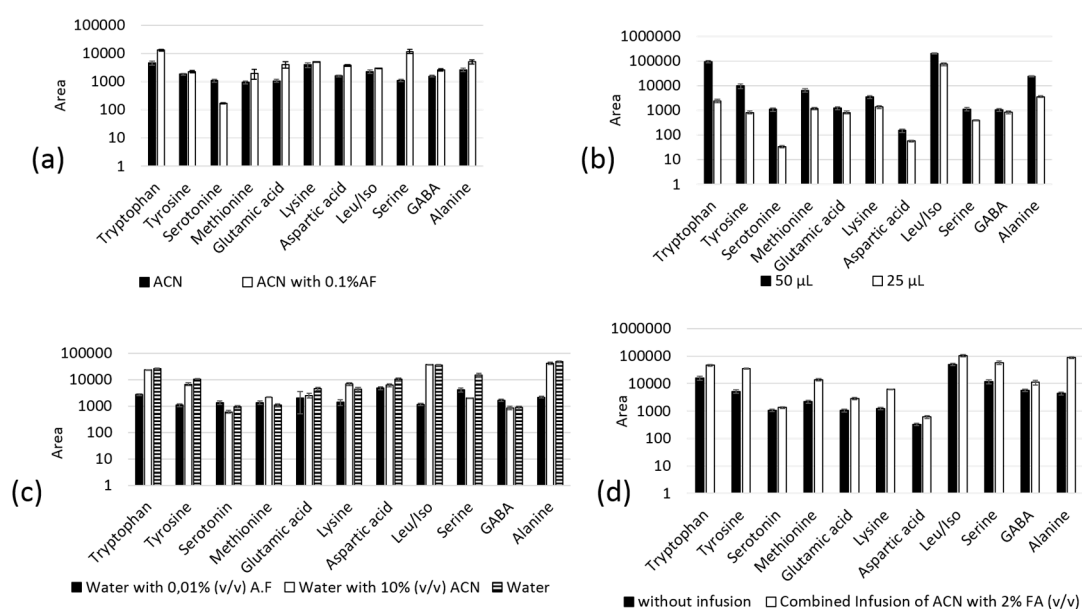 (a)
Area
100000
10000
1000
100
10
1
Tryptophan
Tyrosine
Serotonine
Methionine
Glutamic acid
Lysine
Aspartic acid
Leu/Iso
Serine
GABA
Alanine
ACN
ACN with 0.1%AF
(b)
Area
1000000
100000
10000
1000
100
10
1
Tryptophan
Tyrosine
Serotonine
Methionine
Glutamic acid
Lysine
Aspartic acid
Leu/Iso
Serine
GABA
Alanine
50 µL
25 µL
(c)
Area
100000
10000
1000
100
10
1
Tryptophan
Tyrosine
Serotonin
Methionine
Glutamic acid
Lysine
Aspartic acid
Leu/Iso
Serine
GABA
Alanine
Water with 0,01% (v/v) A.F
Water with 10% (v/v) ACN
Water
(d)
Area
1000000
100000
10000
1000
100
10
1
Tryptophan
Tyrosine
Serotonin
Methionine
Glutamic acid
Lysine
Aspartic acid
Leu/Iso
Serine
GABA
Alanine
without infusion
Combined Infusion of ACN with 2% FA (v/v)